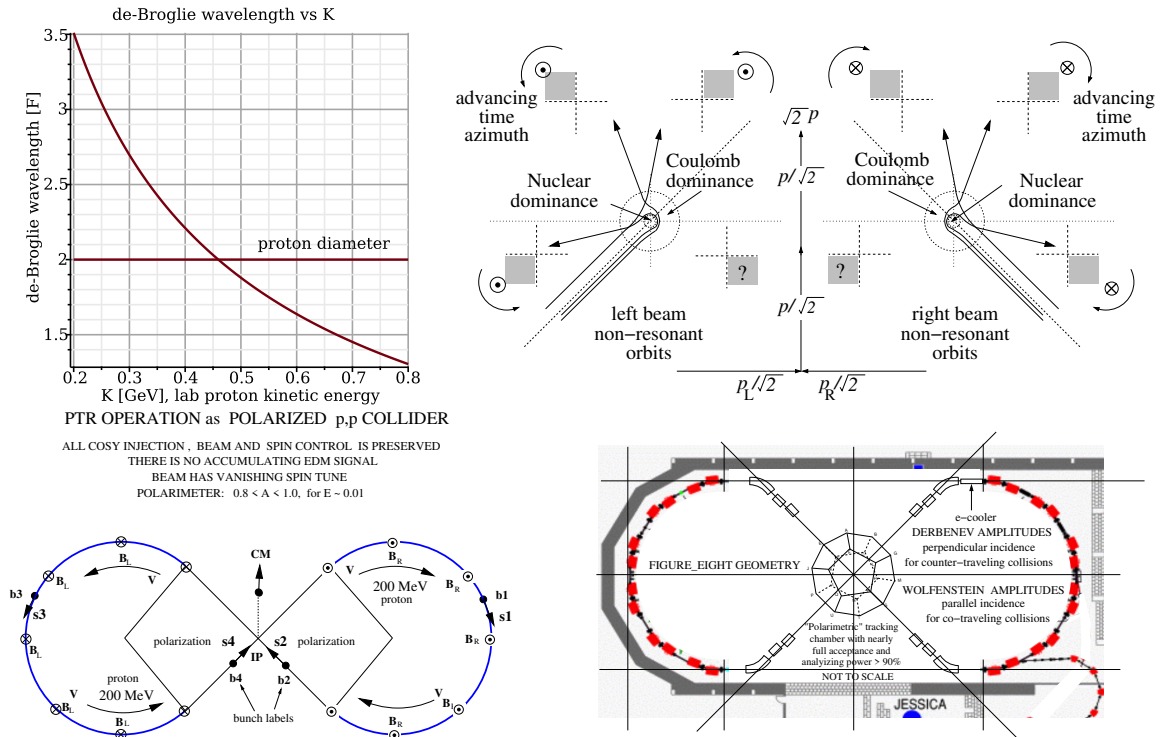 de-Broglie wavelength vs K
de-Broglie wavelength [F]
3.5
3
2.5
2
1.5
proton diameter
0.2 0.3 0.4 0.5 0.6 0.7 0.8
K [GeV], lab proton kinetic energy
advancing
time
azimuth
Nuclear
dominance
Coulomb
dominance
?
left beam
non−resonant
orbits
√2 p
p/√2
p/√2
p_L/√2
p_R/√2
advancing
time
azimuth
Coulomb
dominance
Nuclear
dominance
?
right beam
non−resonant
orbits
PTR OPERATION as POLARIZED p,p COLLIDER
ALL COSY INJECTION , BEAM AND SPIN CONTROL IS PRESERVED
THERE IS NO ACCUMULATING EDM SIGNAL
BEAM HAS VANISHING SPIN TUNE
POLARIMETER: 0.8 < A < 1.0, for E ~ 0.01
CM
B_L
V
B_L
b3
s3
B_L
polarization
s4
IP
b4
proton
200 MeV
V
B_L
B_L
bunch labels
B_R
V
200 MeV
proton
B_R
b1
s1
B_R
s2
polarization
b2
V
B_R
e−cooler
DERBENEV AMPLITUDES
perpendicular incidence
for counter-traveling collisions
FIGURE_EIGHT GEOMETRY
WOLFENSTEIN AMPLITUDES
parallel incidence
for co-traveling collisions
"Polarimetric" tracking
chamber with nearly
full acceptance and
analyizing power > 90%
NOT TO SCALE
JESSICA